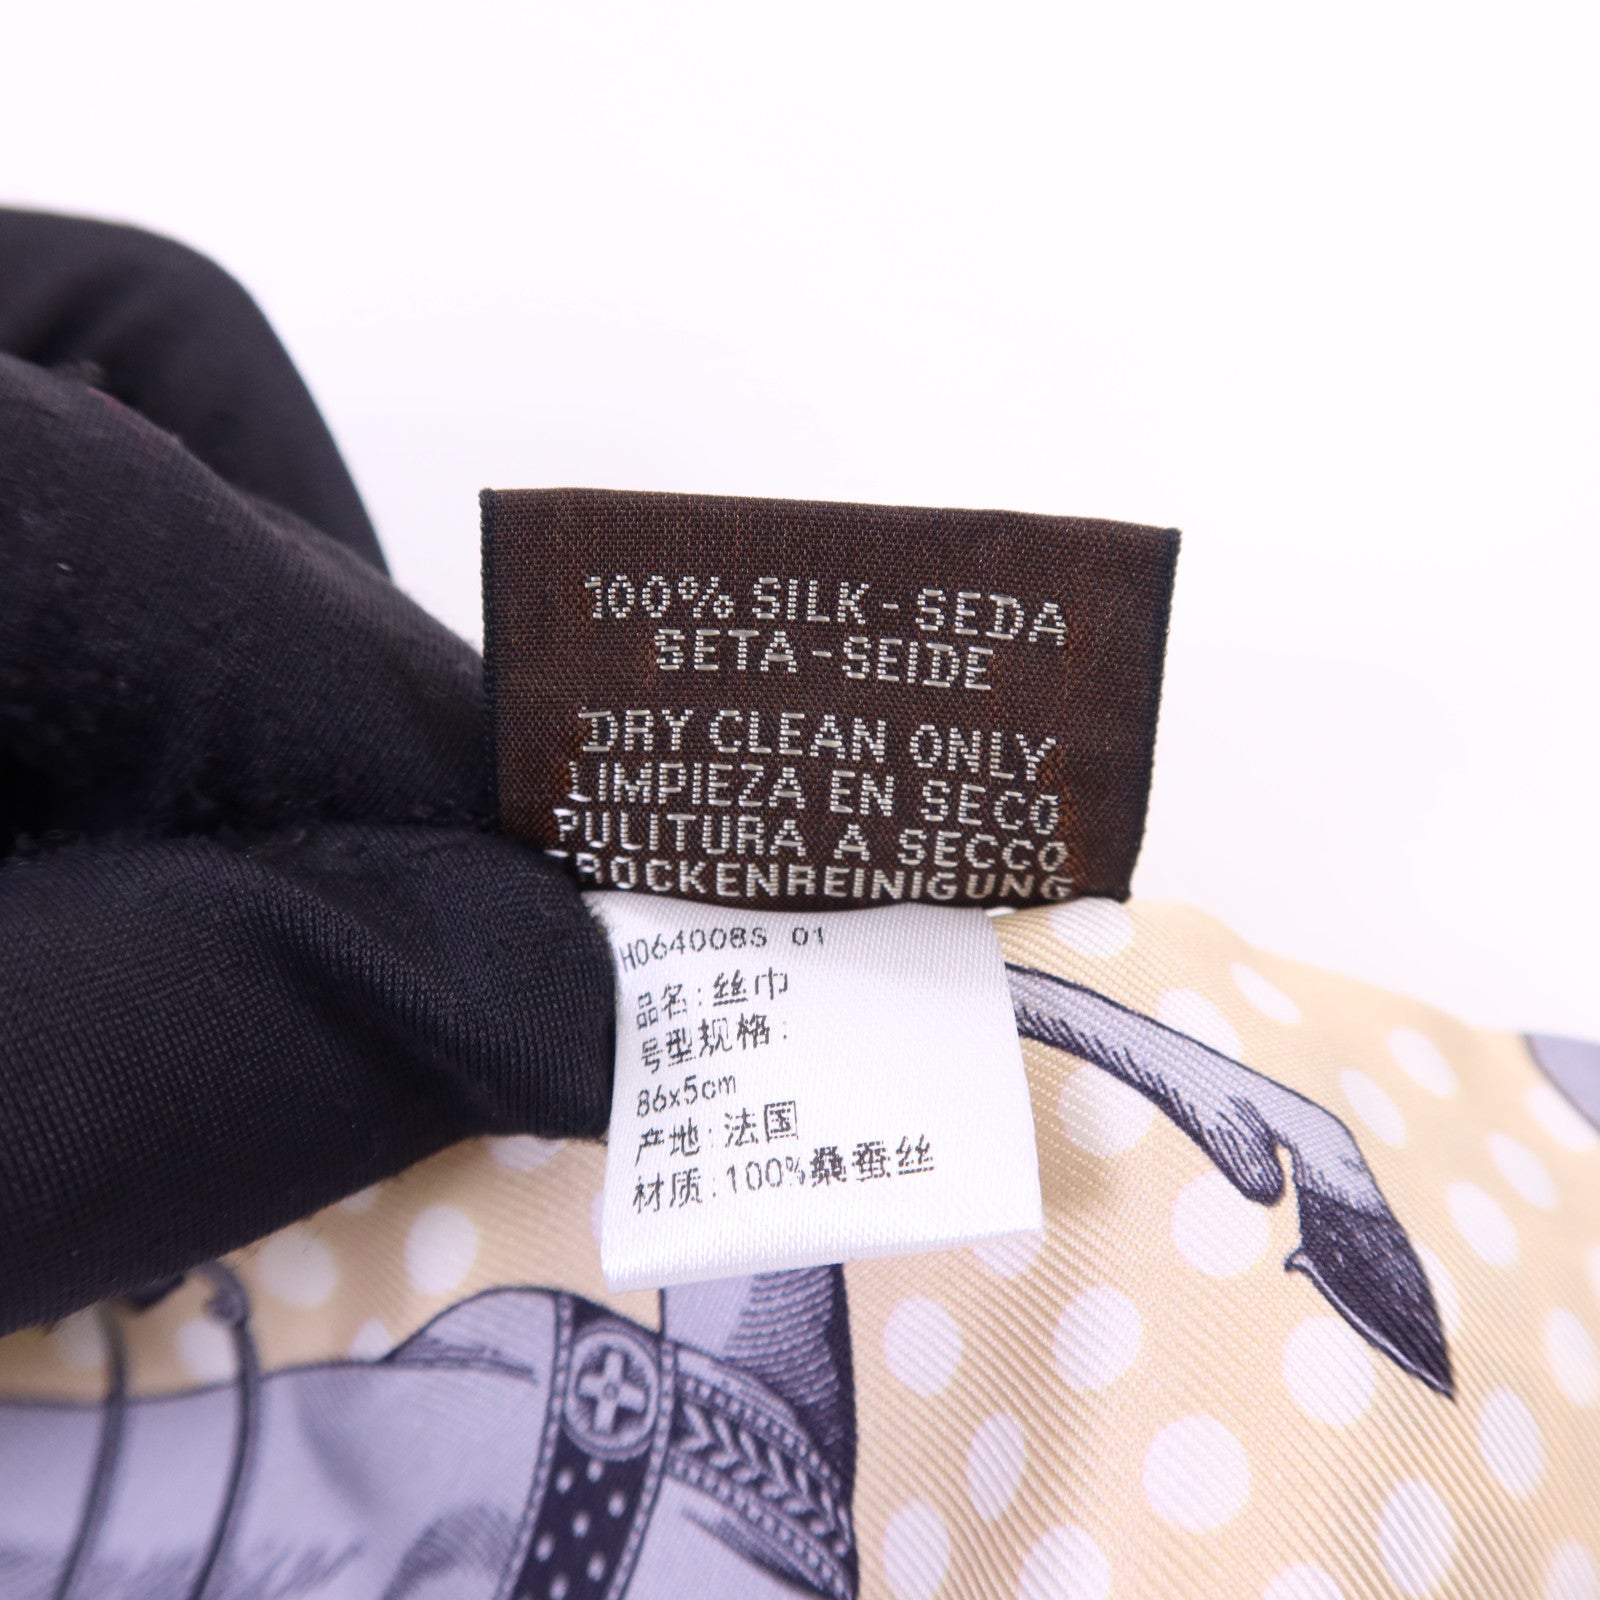 100% SILK - SEDA
SETA - SEIDE
DRY CLEAN ONLY
LIMPIEZA EN SECO
PULITURA A SECCO
TROCKENREINIGUNG
H064008S 01
品名:丝巾
号型规格:
86x5cm
产地:法国
材质:100%桑蚕丝